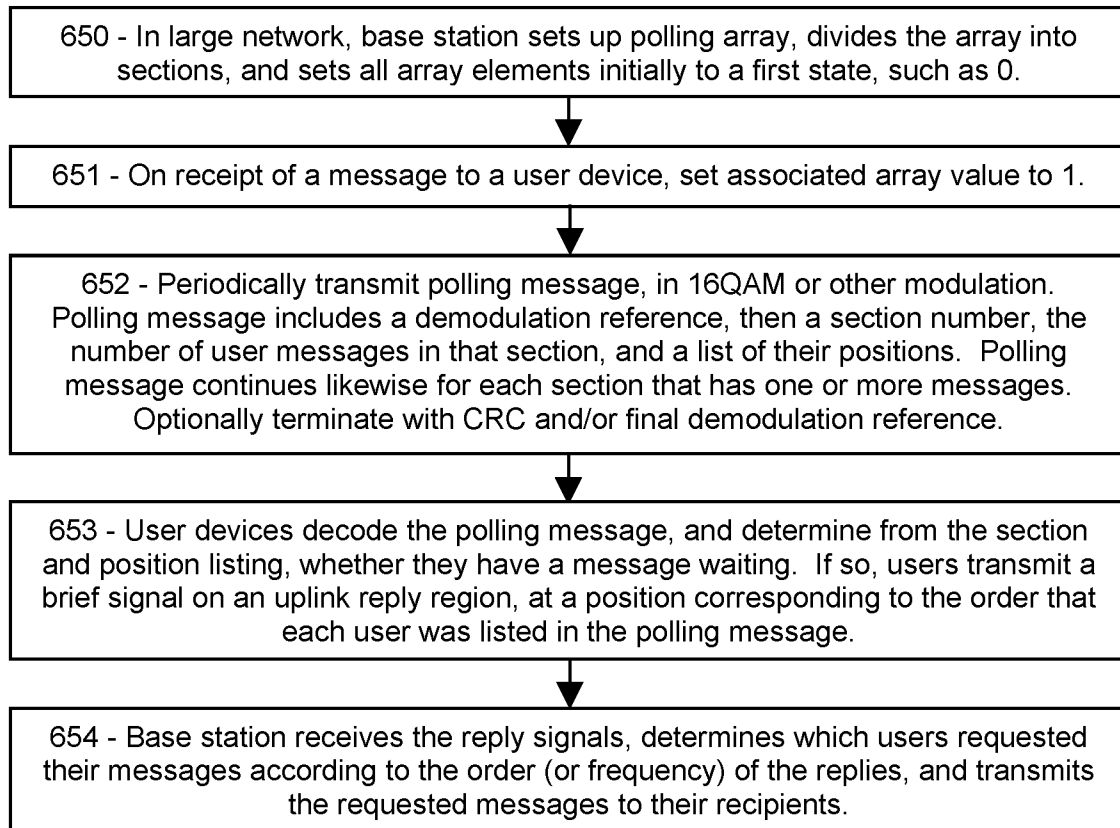 650 - In large network, base station sets up polling array, divides the array into
sections, and sets all array elements initially to a first state, such as 0.
651 - On receipt of a message to a user device, set associated array value to 1.
652 - Periodically transmit polling message, in 16QAM or other modulation.
Polling message includes a demodulation reference, then a section number, the
number of user messages in that section, and a list of their positions.  Polling
message continues likewise for each section that has one or more messages.
Optionally terminate with CRC and/or final demodulation reference.
653 - User devices decode the polling message, and determine from the section
and position listing, whether they have a message waiting.  If so, users transmit a
brief signal on an uplink reply region, at a position corresponding to the order that
each user was listed in the polling message.
654 - Base station receives the reply signals, determines which users requested
their messages according to the order (or frequency) of the replies, and transmits
the requested messages to their recipients.